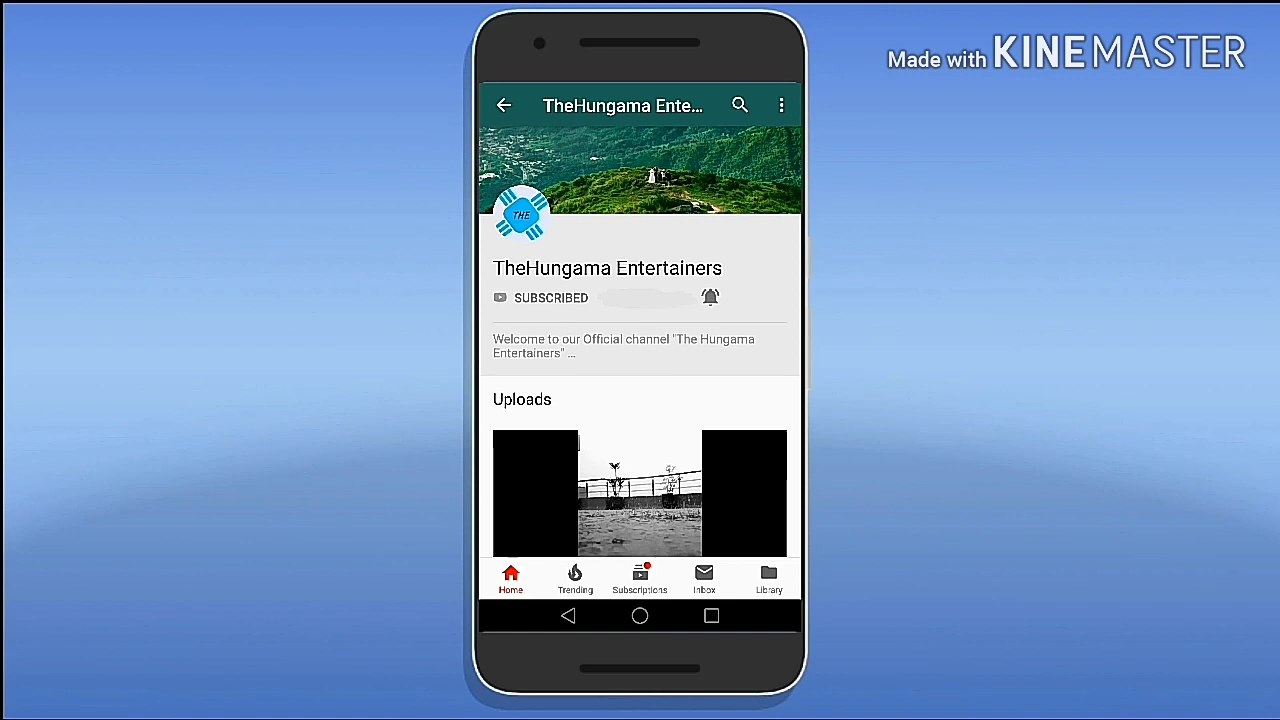 Made with KINEMASTER
TheHungama Ente...
THE
TheHungama Entertainers
SUBSCRIBED
Welcome to our Official channel "The Hungama
Entertainers" ...
Uploads
Home Trending Subscriptions Inbox Library